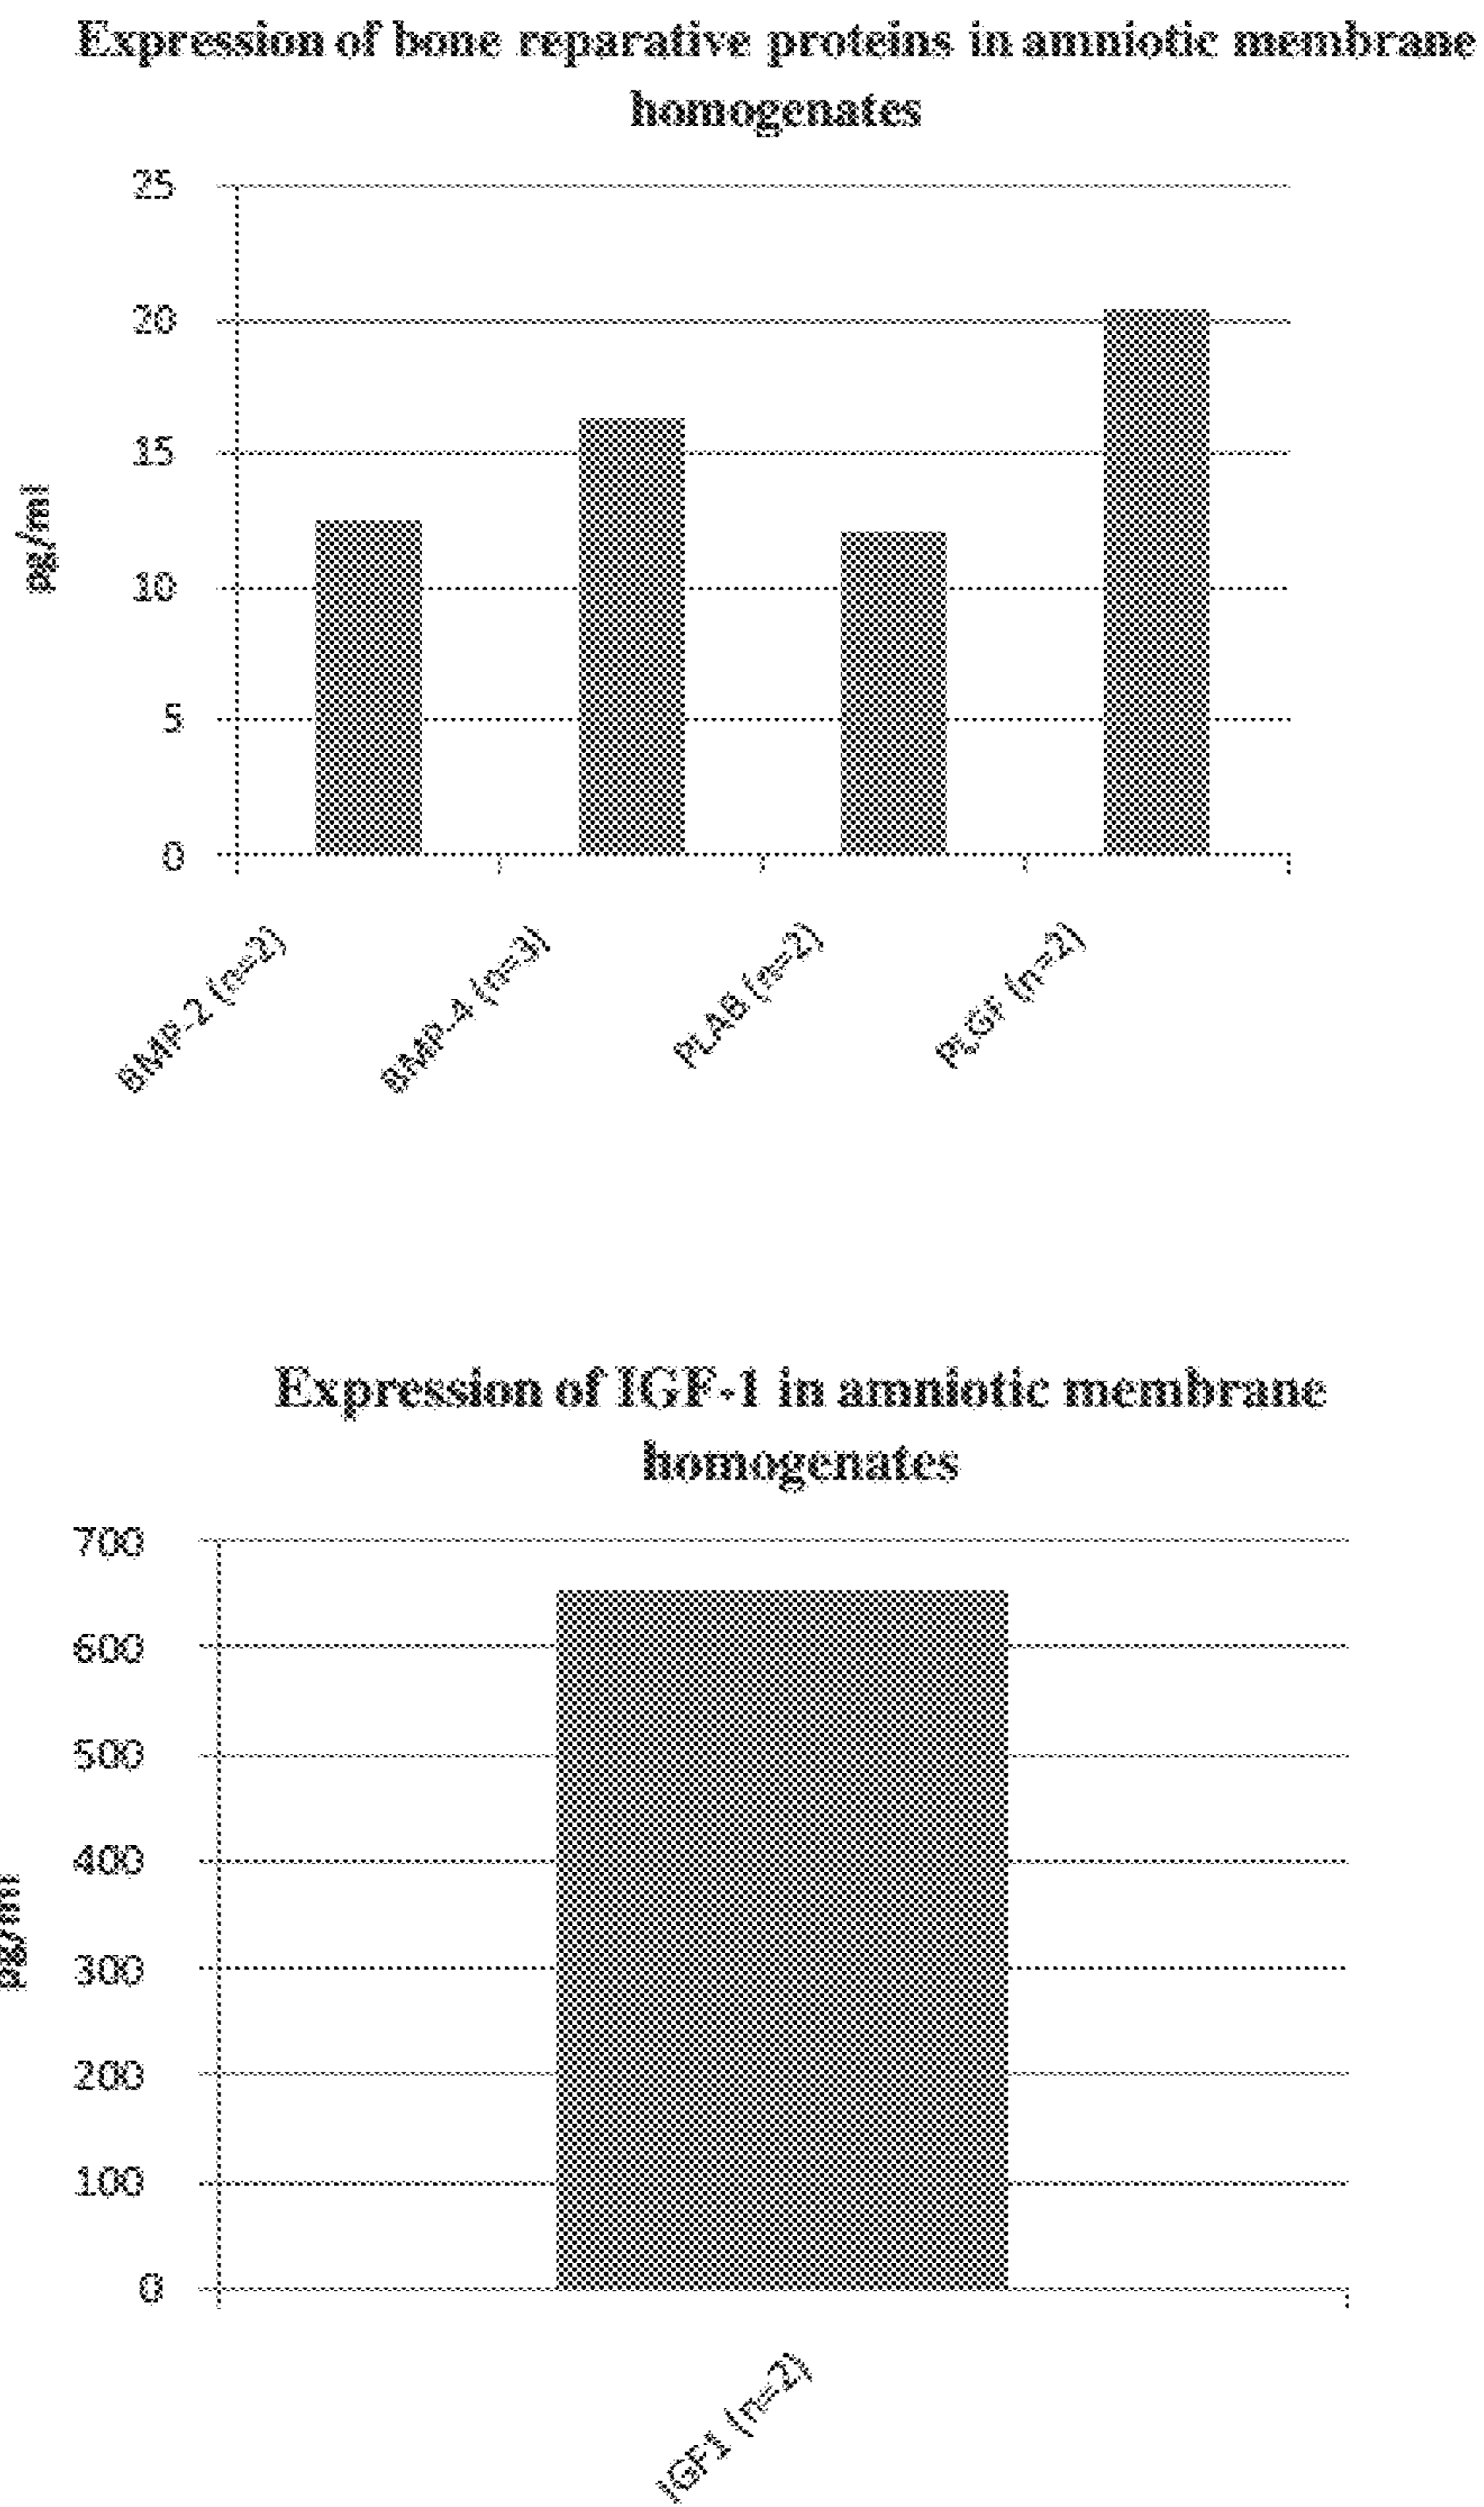 Expression of bone reparative proteins in amniotic membrane
homogenates
25
20
15
10
5
0
pg/ml
BMP-2 (n=2)
BMP-4 (n=3)
PLAB (n=2)
PLGF (n=2)
Expression of IGF-1 in amniotic membrane
homogenates
700
600
500
400
300
200
100
0
pg/ml
IGF1 (n=2)